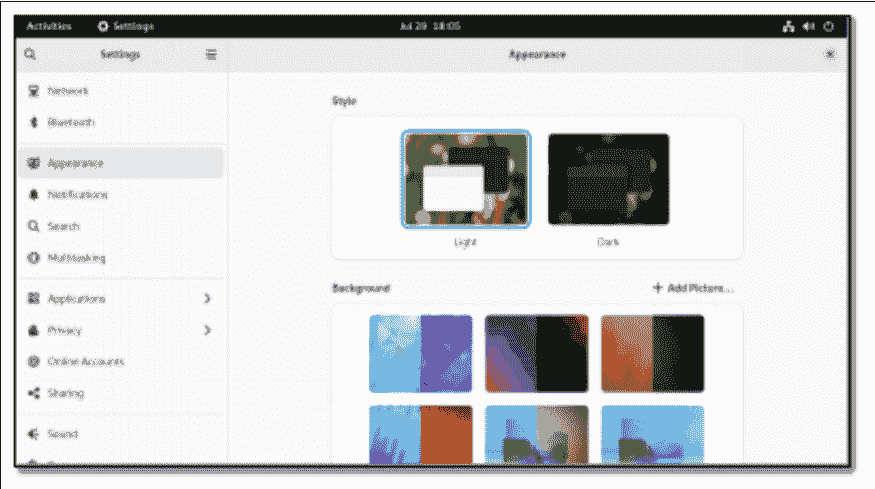 Activities Settings Jul 29 18:05
Settings Appearance
Network
Bluetooth
Appearance
Notifications
Search
Multitasking
Applications
Privacy
Online Accounts
Sharing
Sound
Style
Light Dark
Background + Add Picture…